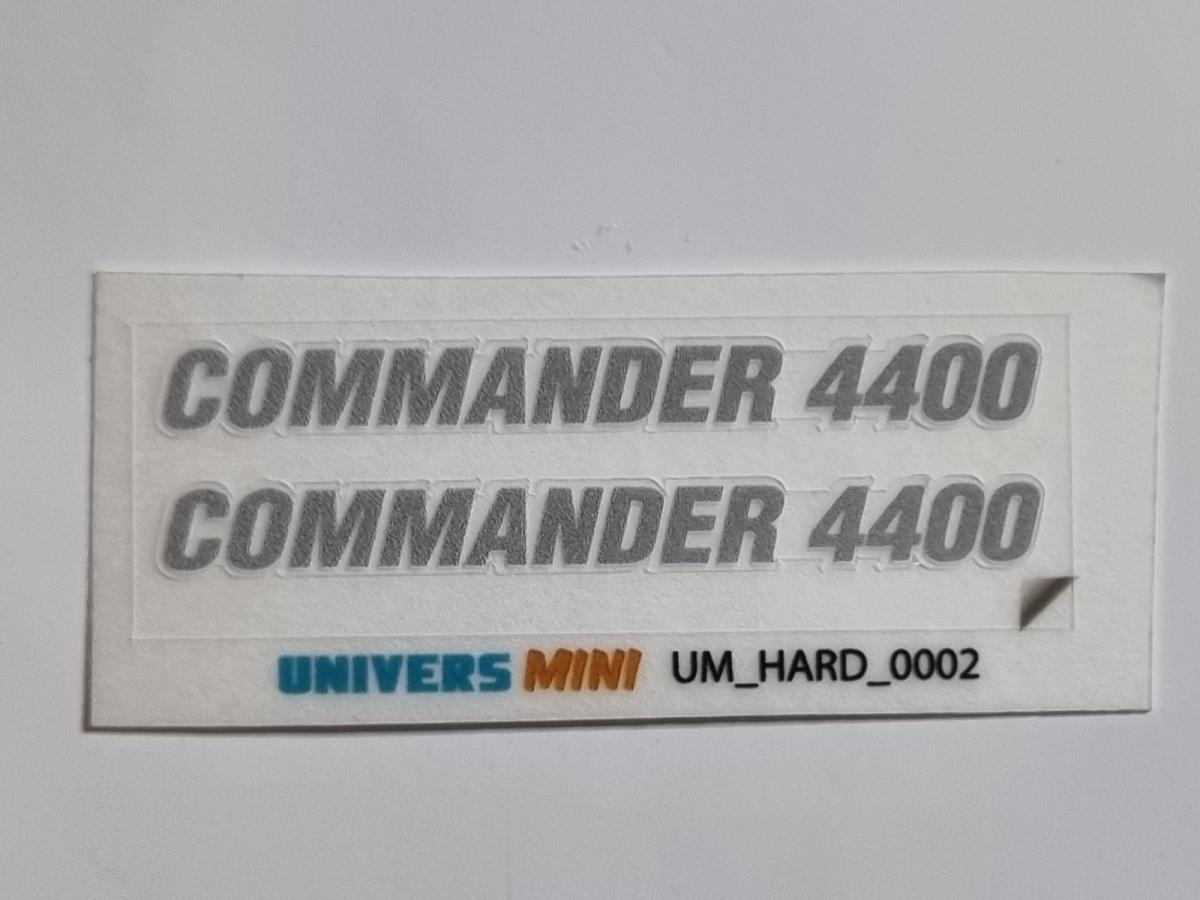 COMMANDER 4400
COMMANDER 4400
UNIVERS MINI UM_HARD_0002